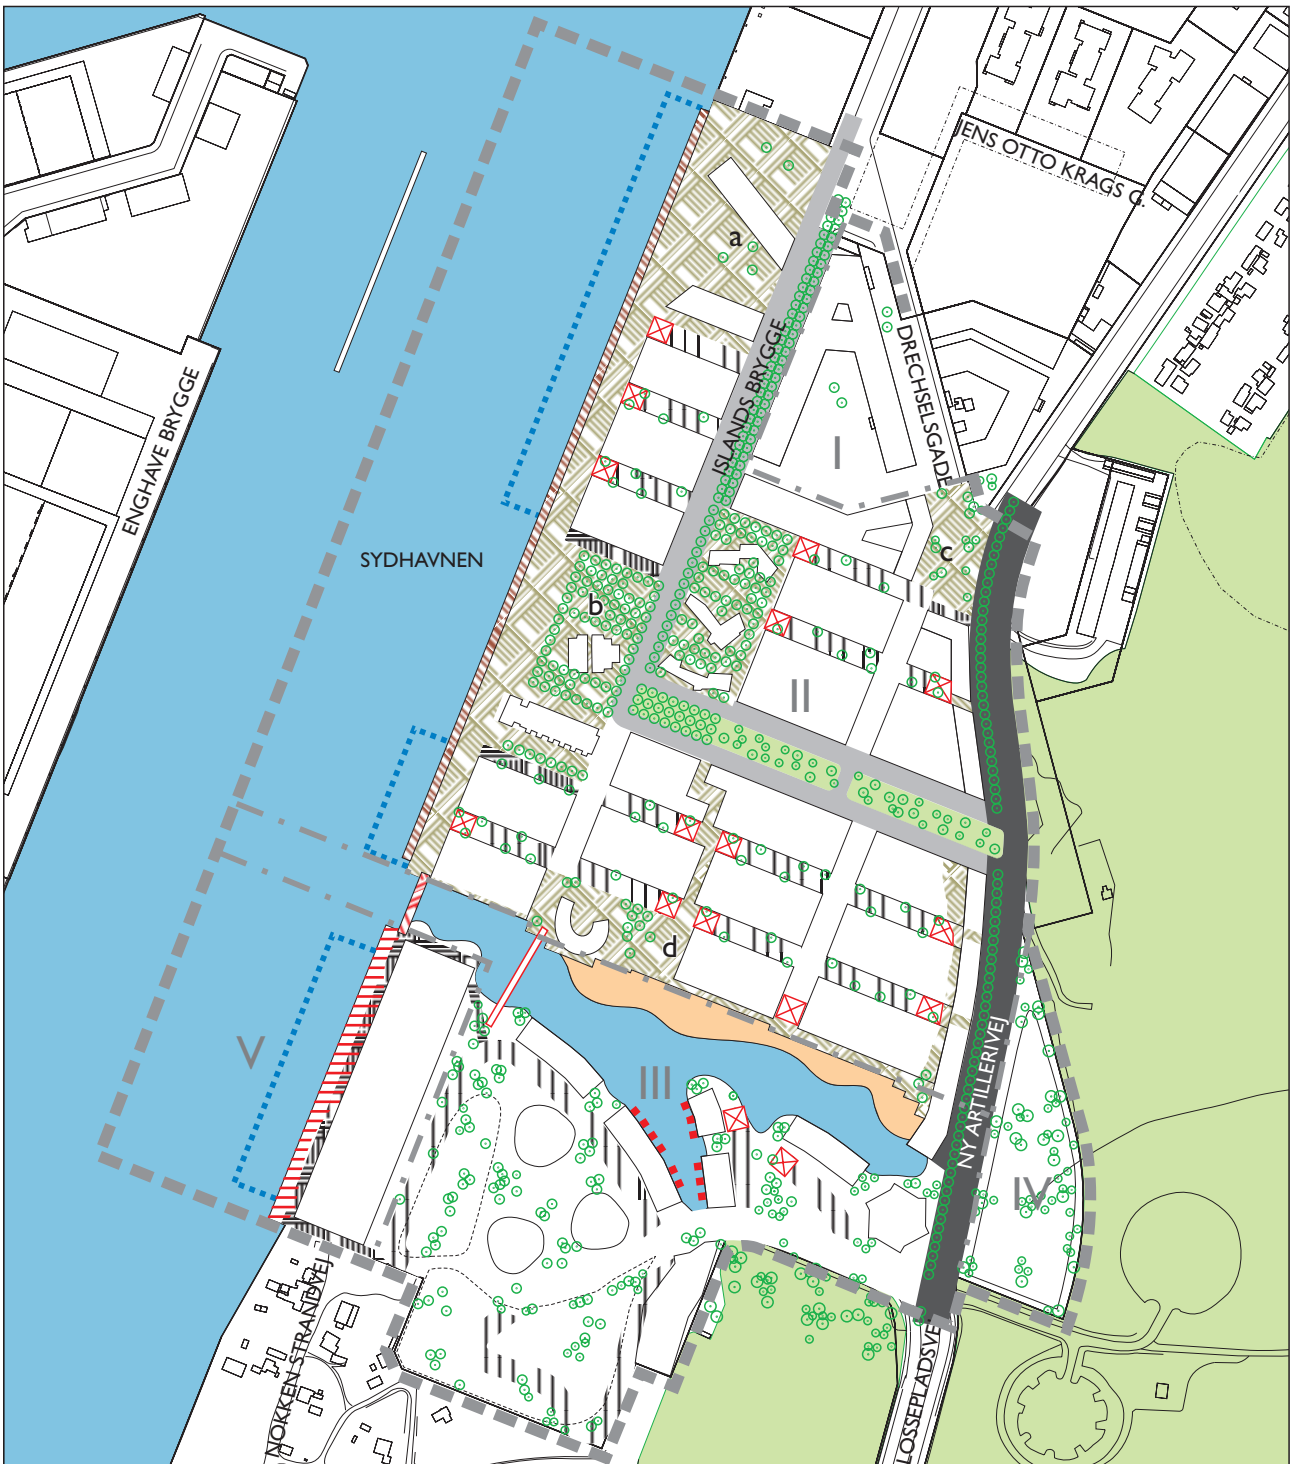 JENS OTTO KRAGS G.
a
ISLANDS BRYGGE
DRECHSELSGADE
ENGHAVE BRYGGE
I
SYDHAVNEN
c
b
II
d
V
III
NY ARTILLERIVEJ
IV
NOKKEN STRANDVEJ
LOSSEPLADSVEJ